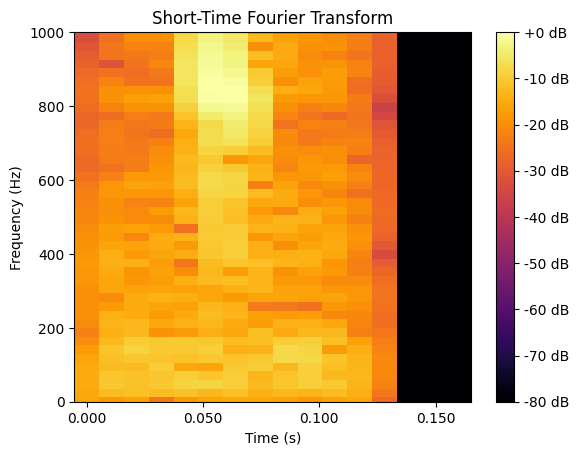 Short-Time Fourier Transform
Frequency (Hz)
1000
800
600
400
200
0
0.000
0.050
0.100
0.150
Time (s)
+0 dB
-10 dB
-20 dB
-30 dB
-40 dB
-50 dB
-60 dB
-70 dB
-80 dB